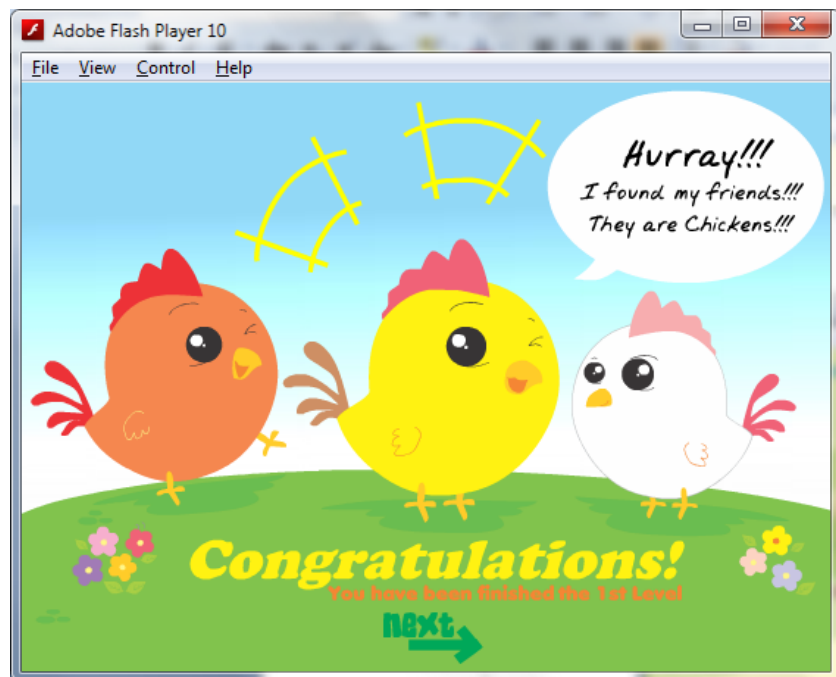 Adobe Flash Player 10
File View Control Help
Hurray!!!
I found my friends!!!
They are Chickens!!!
Congratulations!
You have been finished the 1st Level
next